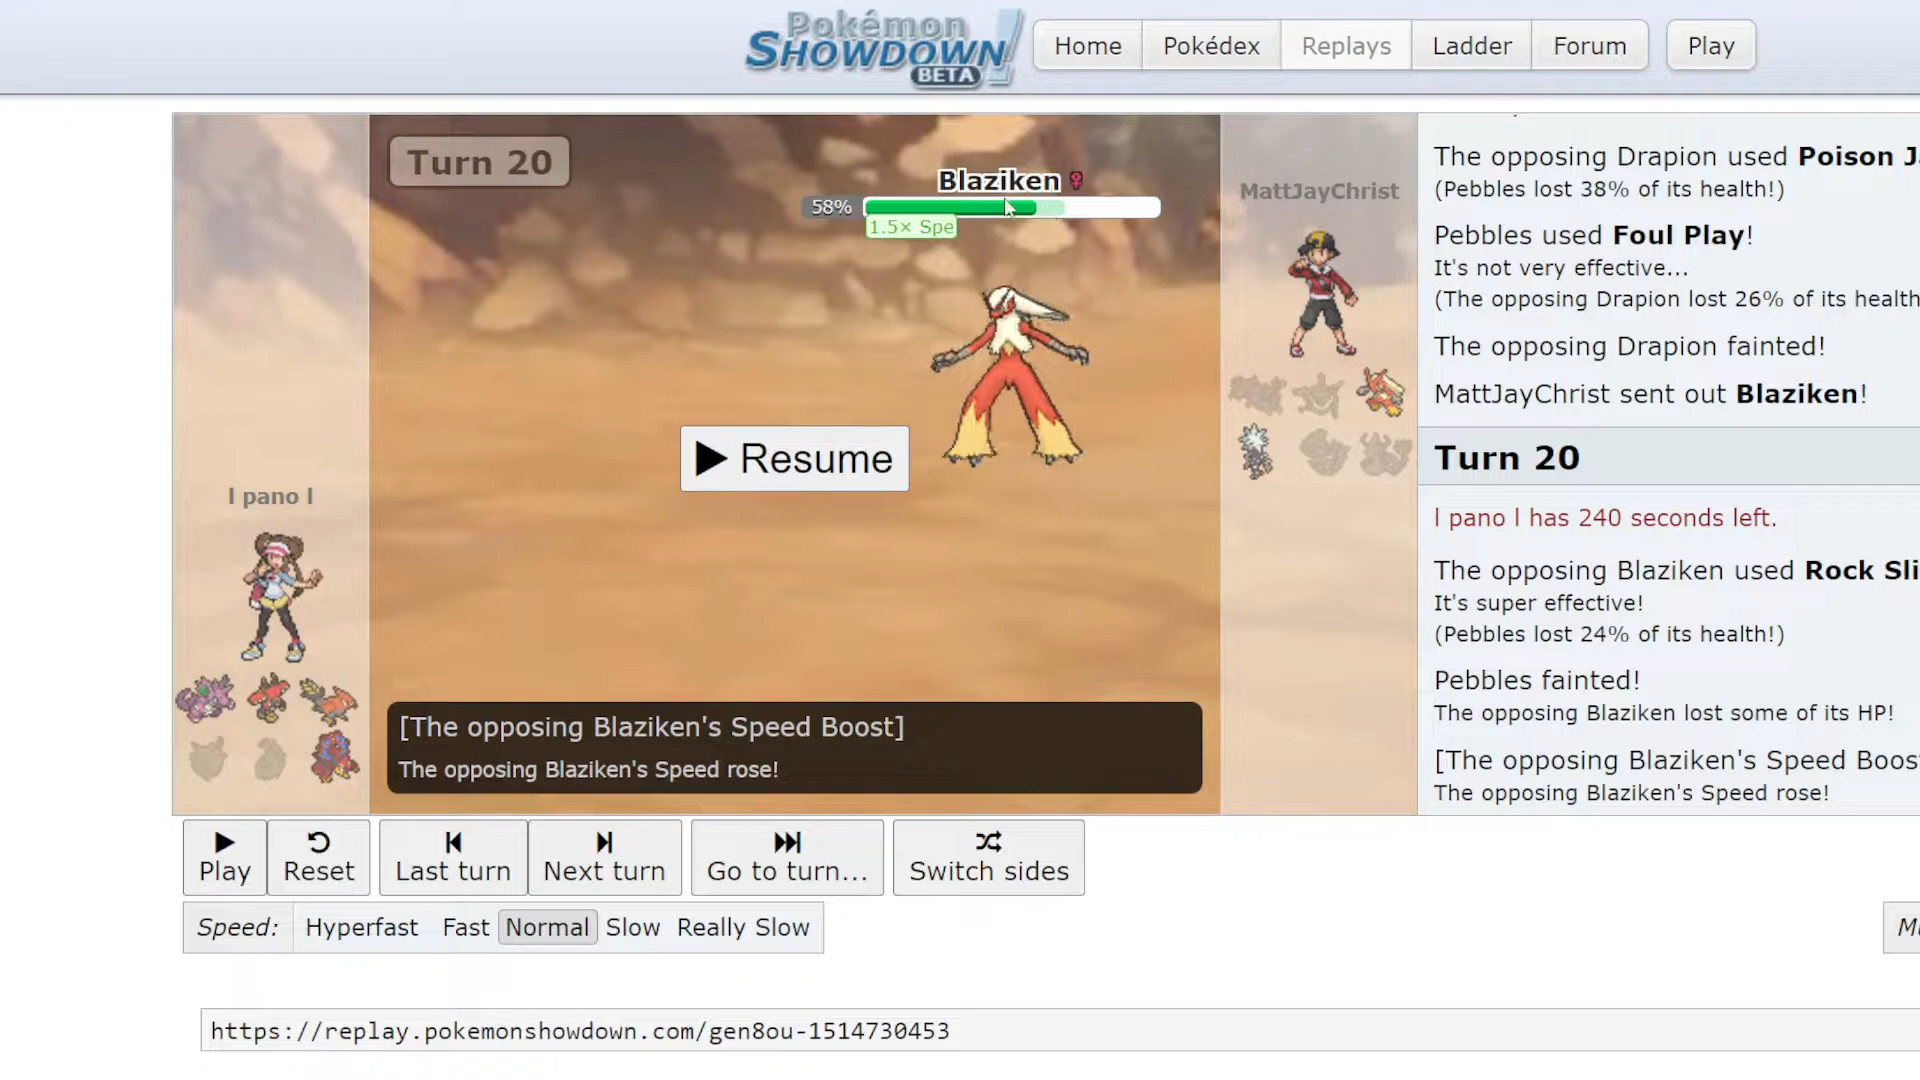 Pokémon
SHOWDOWN!
BETA
Home
Pokédex
Replays
Ladder
Forum
Play
Turn 20
Blaziken ♀
58%
1.5× Spe
MattJayChrist
l pano l
Resume
[The opposing Blaziken's Speed Boost]
The opposing Blaziken's Speed rose!
The opposing Drapion used Poison J
(Pebbles lost 38% of its health!)
Pebbles used Foul Play!
It's not very effective...
(The opposing Drapion lost 26% of its health
The opposing Drapion fainted!
MattJayChrist sent out Blaziken!
Turn 20
l pano l has 240 seconds left.
The opposing Blaziken used Rock Sli
It's super effective!
(Pebbles lost 24% of its health!)
Pebbles fainted!
The opposing Blaziken lost some of its HP!
[The opposing Blaziken's Speed Boos
The opposing Blaziken's Speed rose!
Play
Reset
Last turn
Next turn
Go to turn...
Switch sides
Speed:
Hyperfast
Fast
Normal
Slow
Really Slow
https://replay.pokemonshowdown.com/gen8ou-1514730453